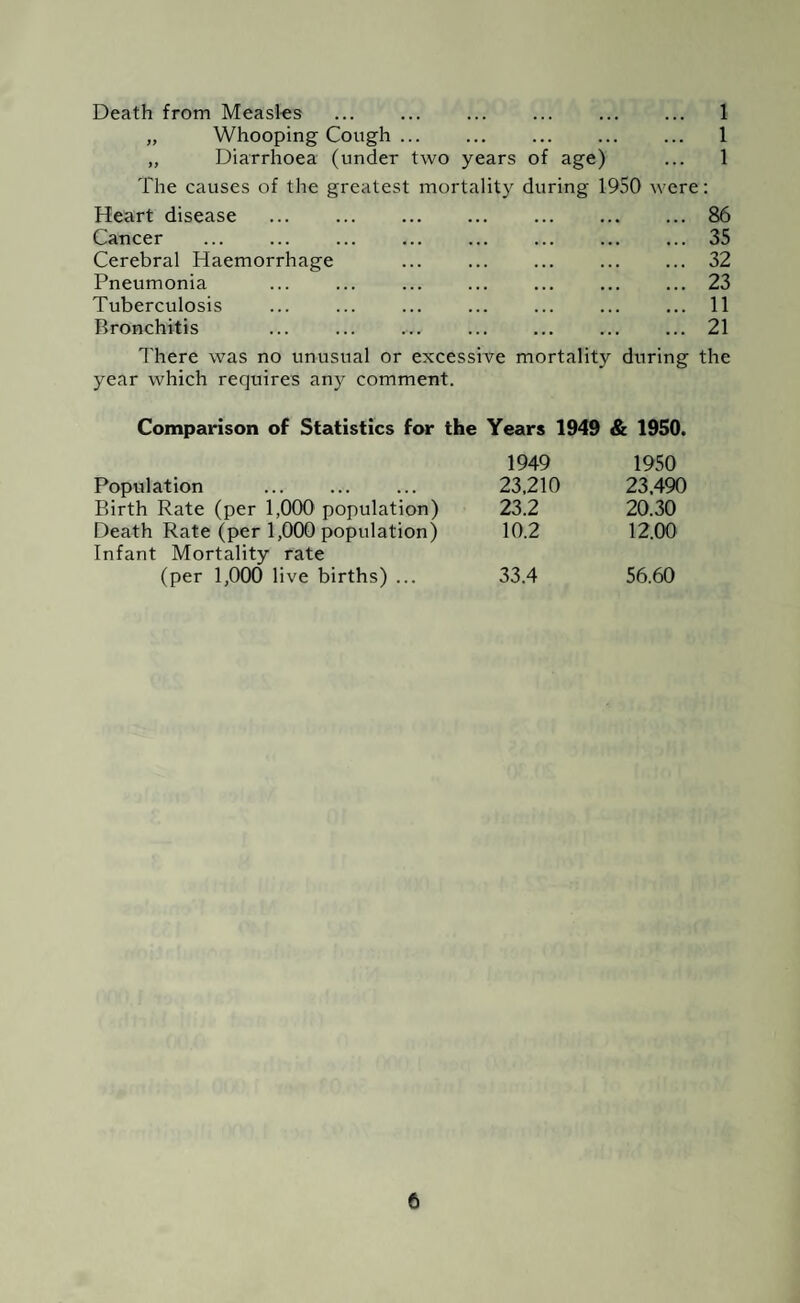 Death from Measles ... ... ... ... ... ... 1
„ Whooping Cough ... ... ... ... ... 1
„ Diarrhoea (under two years of age) ... 1
The causes of the greatest mortality during 1950 were:
Heart disease ... ... ... ... ... ... ... 86
Cancer ... ... ... ... ... ... ... ... 35
Cerebral Haemorrhage ... ... ... ... ... 32
Pneumonia ... ... ... ... ... ... ... 23
Tuberculosis ... ... ... ... ... ... ... 11
Bronchitis ... ... ... ... ... ... ... 21
There was no unusual or excessive mortality during the
year which requires any comment.
Comparison of Statistics for the Years 1949 & 1950.
1949 1950
Population ... ... ... 23,210 23,490
Birth Rate (per 1,000 population) 23.2 20.30
Death Rate (per 1,000 population) 10.2 12.00
Infant Mortality rate
(per 1,000 live births) ... 33.4 56.60
6